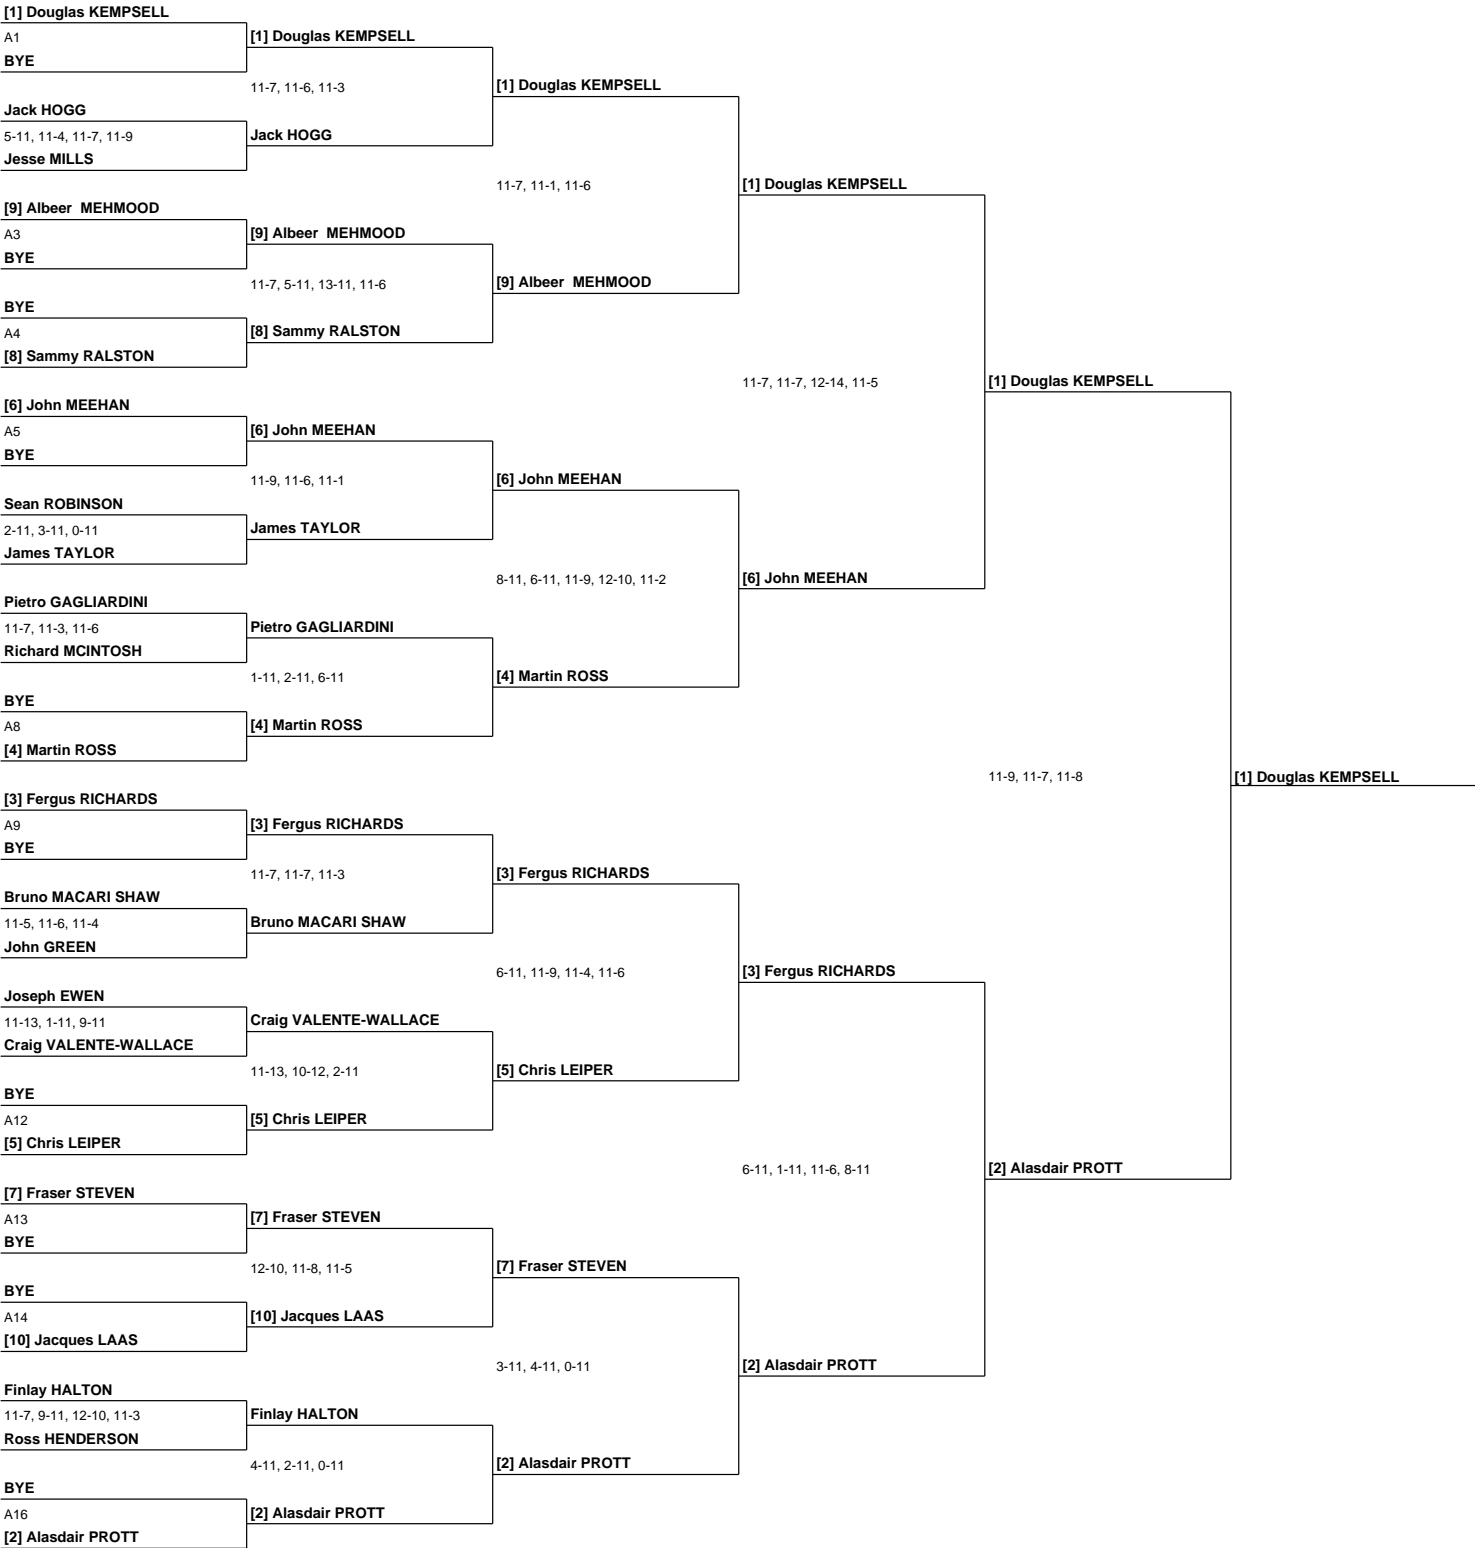 [1] Douglas KEMPSELL
A1
BYE
[1] Douglas KEMPSELL
11-7, 11-6, 11-3
[1] Douglas KEMPSELL
Jack HOGG
5-11, 11-4, 11-7, 11-9
Jesse MILLS
Jack HOGG
11-7, 11-1, 11-6
[1] Douglas KEMPSELL
[9] Albeer  MEHMOOD
A3
BYE
[9] Albeer  MEHMOOD
11-7, 5-11, 13-11, 11-6
[9] Albeer  MEHMOOD
BYE
A4
[8] Sammy RALSTON
[8] Sammy RALSTON
11-7, 11-7, 12-14, 11-5
[1] Douglas KEMPSELL
[6] John MEEHAN
A5
BYE
[6] John MEEHAN
11-9, 11-6, 11-1
[6] John MEEHAN
Sean ROBINSON
2-11, 3-11, 0-11
James TAYLOR
James TAYLOR
8-11, 6-11, 11-9, 12-10, 11-2
[6] John MEEHAN
Pietro GAGLIARDINI
11-7, 11-3, 11-6
Richard MCINTOSH
Pietro GAGLIARDINI
1-11, 2-11, 6-11
[4] Martin ROSS
BYE
A8
[4] Martin ROSS
[4] Martin ROSS
11-9, 11-7, 11-8
[1] Douglas KEMPSELL
[3] Fergus RICHARDS
A9
BYE
[3] Fergus RICHARDS
11-7, 11-7, 11-3
[3] Fergus RICHARDS
Bruno MACARI SHAW
11-5, 11-6, 11-4
John GREEN
Bruno MACARI SHAW
6-11, 11-9, 11-4, 11-6
[3] Fergus RICHARDS
Joseph EWEN
11-13, 1-11, 9-11
Craig VALENTE-WALLACE
Craig VALENTE-WALLACE
11-13, 10-12, 2-11
[5] Chris LEIPER
BYE
A12
[5] Chris LEIPER
[5] Chris LEIPER
6-11, 1-11, 11-6, 8-11
[2] Alasdair PROTT
[7] Fraser STEVEN
A13
BYE
[7] Fraser STEVEN
12-10, 11-8, 11-5
[7] Fraser STEVEN
BYE
A14
[10] Jacques LAAS
[10] Jacques LAAS
3-11, 4-11, 0-11
[2] Alasdair PROTT
Finlay HALTON
11-7, 9-11, 12-10, 11-3
Ross HENDERSON
Finlay HALTON
4-11, 2-11, 0-11
[2] Alasdair PROTT
BYE
A16
[2] Alasdair PROTT
[2] Alasdair PROTT